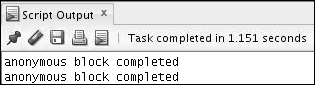 Script Output x
Task completed in 1.151 seconds
anonymous block completed
anonymous block completed